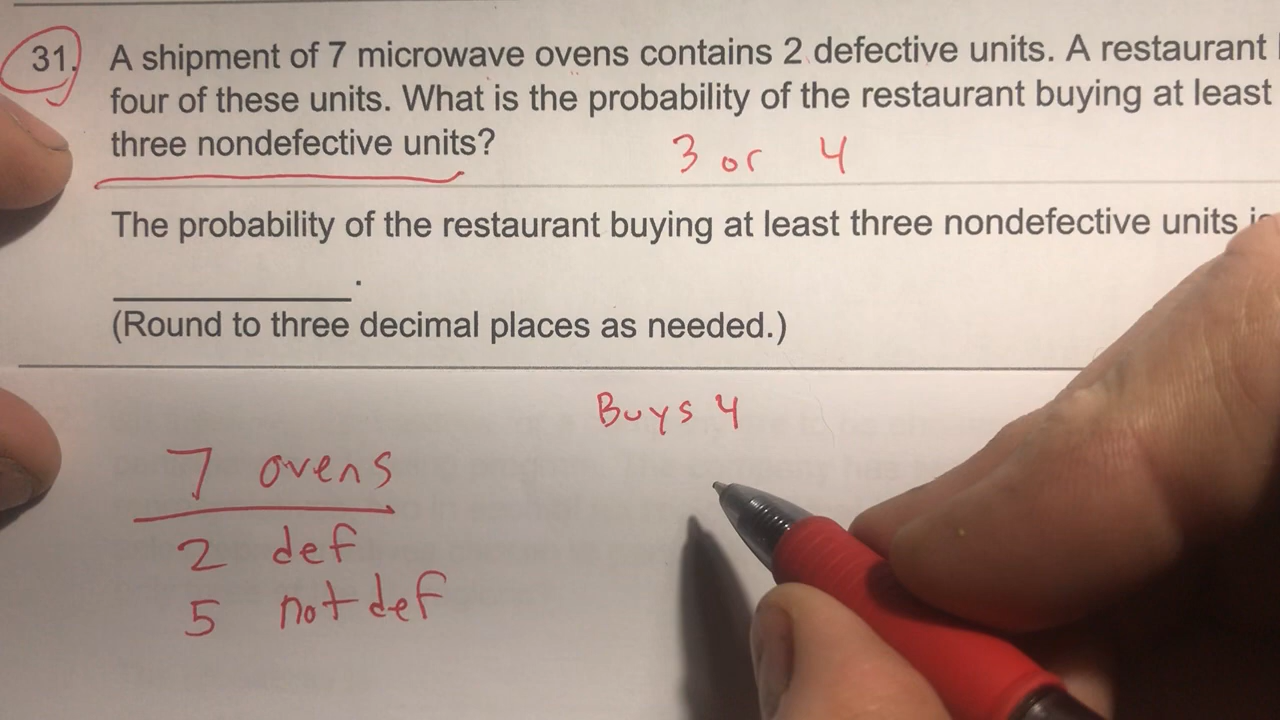 31. A shipment of 7 microwave ovens contains 2 defective units. A restaurant
four of these units. What is the probability of the restaurant buying at least
three nondefective units?
3 or 4
The probability of the restaurant buying at least three nondefective units is
.
(Round to three decimal places as needed.)
Buys 4
7 ovens
2 def
5 not def